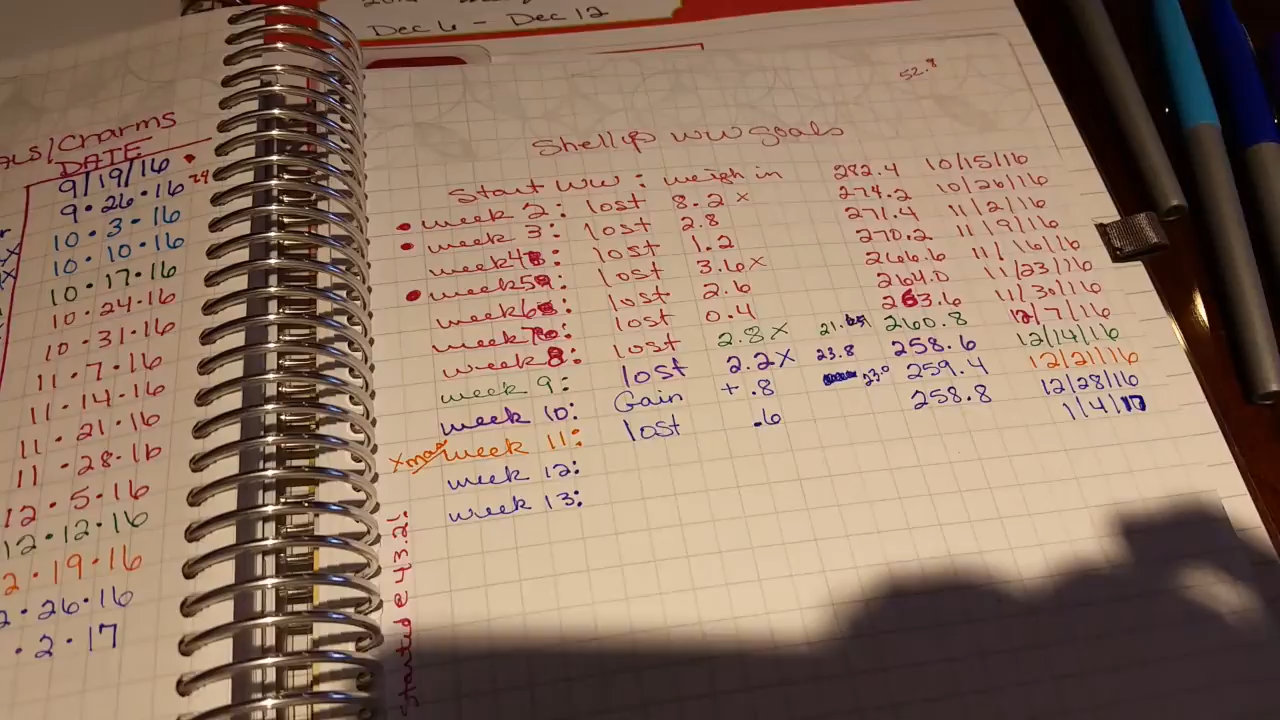 Dec 6 - Dec 12
/Charms
DATE
9/19/16
9.26.16
10.3.16
10.10.16
10.17.16
10.24.16
10.31.16
11.7.16
11.14.16
11.21.16
11.28.16
12.5.16
12.12.16
2.19.16
.26.16
.2.17
52.8
Shellys WW goals
Start WW : weigh in 282.4 10/15/16
• week 2: lost 8.2 x 274.2 10/26/16
• week 3: lost 2.8 271.4 11/2/16
week 4: lost 1.2 270.2 11/9/16
• week 5: lost 3.6 x 266.6 11/16/16
week 6: lost 2.6 264.0 11/23/16
week 7: lost 0.4 263.6 11/30/16
week 8: lost 2.8 x 260.8 12/7/16
week 9: lost 2.2 x 23.8 258.6 12/14/16
week 10: Gain + .8 23.0 259.4 12/21/16
xmas week 11: lost .6 258.8 12/28/16
week 12: 1/4/17
week 13:
started @ 43.2!